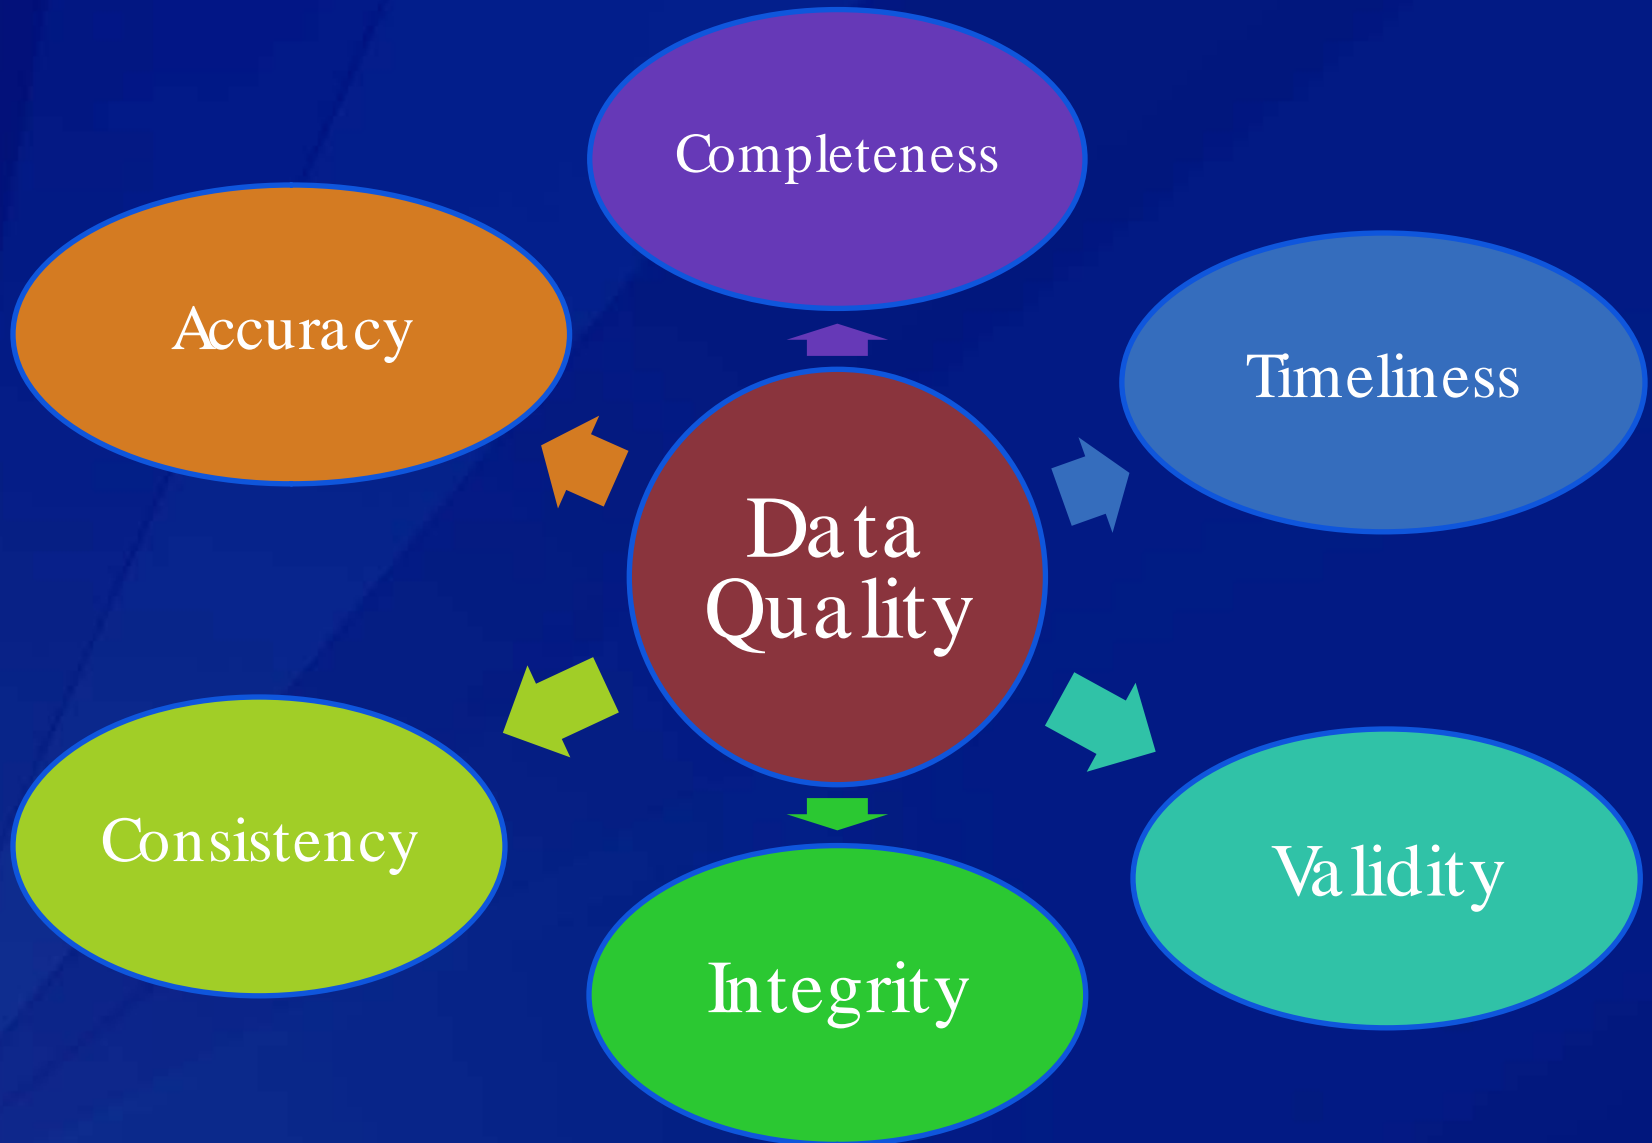 Completeness
Accuracy
Timeliness
Data
Quality
Consistency
Validity
Integrity